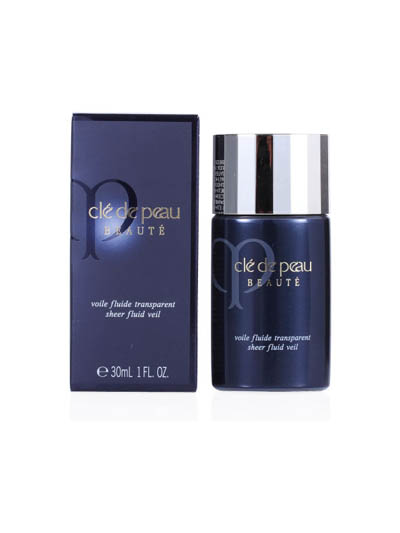 clé de peau
BEAUTÉ
voile fluide transparent
sheer fluid veil
e 30mL 1 FL. OZ.
clé de peau
BEAUTÉ
voile fluide transparent
sheer fluid veil